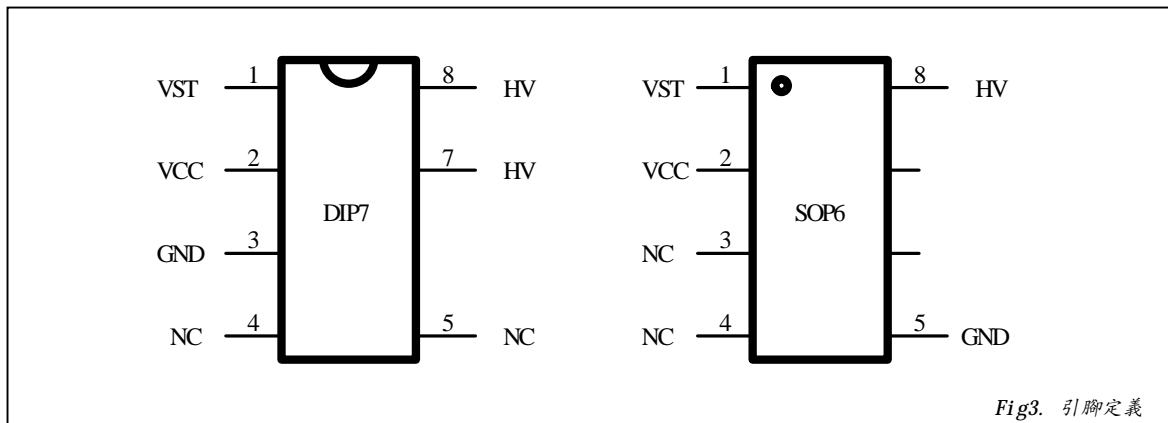 VST 1 8 HV
VCC 2 7 HV
DIP7
GND 3
NC 4 5 NC
VST 1 8 HV
VCC 2
SOP6
NC 3
NC 4 5 GND
Fig3. 引腳定義